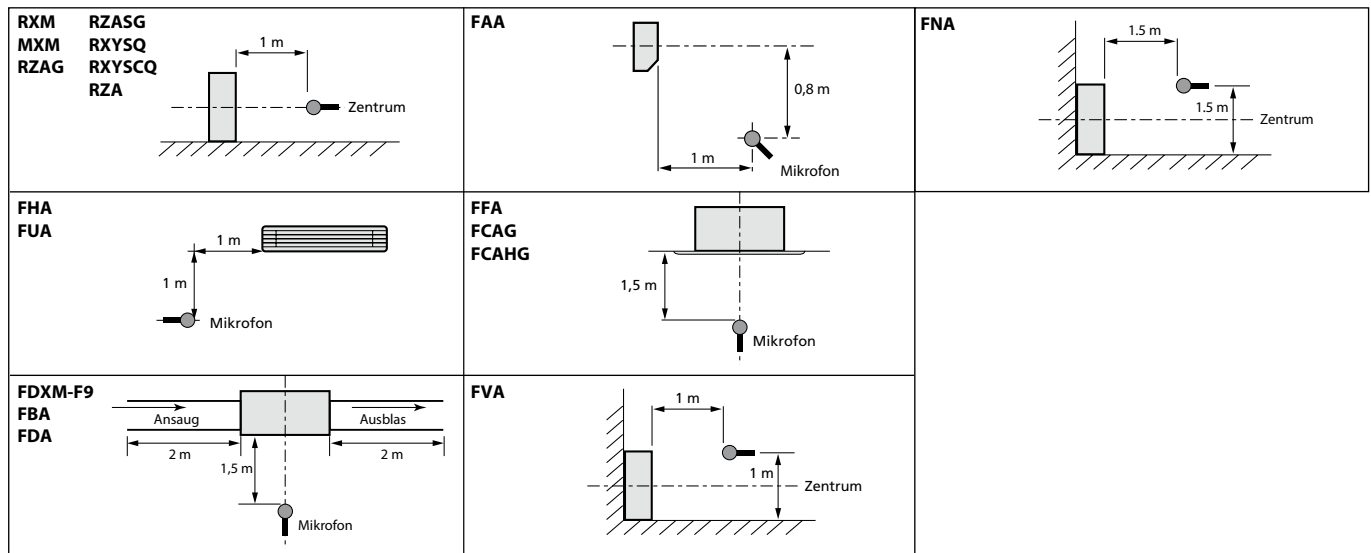 RXM RZASG
MXM RXYSQ
RZAG RXYSCQ
RZA
1 m
Zentrum
FAA
0,8 m
1 m
Mikrofon
FNA
1.5 m
1.5 m
Zentrum
FHA
FUA
1 m
1 m
Mikrofon
FFA
FCAG
FCAHG
1,5 m
Mikrofon
FDXM-F9
FBA
FDA
Ansaug
Ausblas
2 m
2 m
1,5 m
Mikrofon
FVA
1 m
1 m
Zentrum